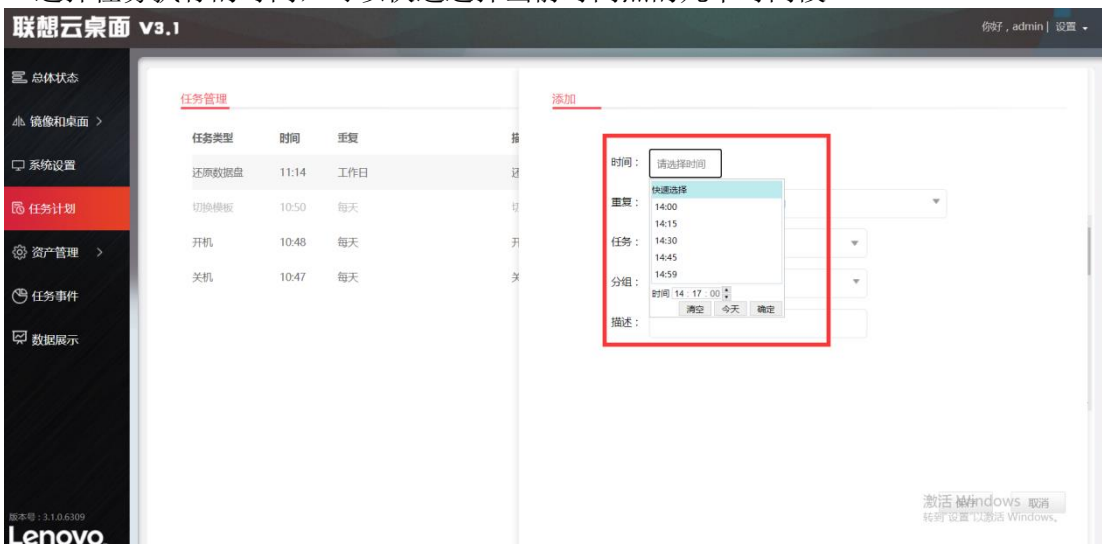 联想云桌面 V3.1
你好，admin | 设置
总体状态
镜像和桌面
系统设置
任务计划
资产管理
任务事件
数据展示
版本号：3.1.0.6309
Lenovo
任务管理
任务类型 时间 重复 描
还原数据盘 11:14 工作日 还
切换模板 10:50 每天 切
开机 10:48 每天 开
关机 10:47 每天 关
添加
时间： 请选择时间
快速选择
14:00
14:15
14:30
14:45
14:59
时间 14 : 17 : 00
清空 今天 确定
重复：
任务：
分组：
描述：
保存 取消
激活 Windows
转到"设置"以激活 Windows。